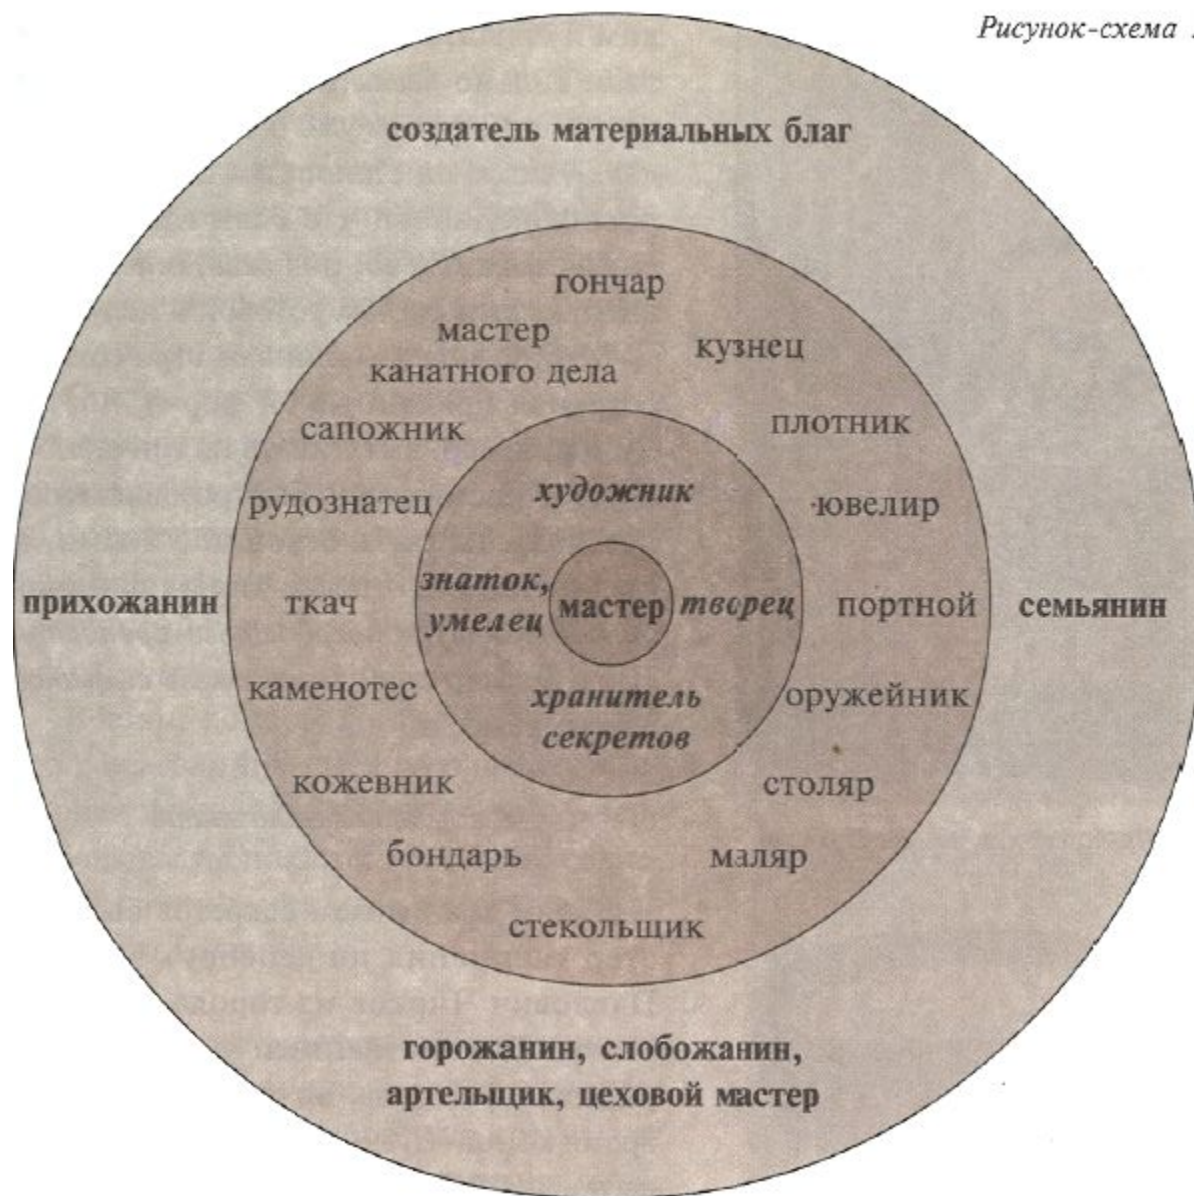 Рисунок-схема
создатель материальных благ
гончар
мастер
канатного дела
кузнец
сапожник
плотник
художник
рудознатец
ювелир
знаток,
умелец
прихожанин
ткач
мастер
творец
портной
семьянин
каменотес
хранитель
секретов
оружейник
кожевник
столяр
бондарь
маляр
стекольщик
горожанин, слобожанин,
артельщик, цеховой мастер